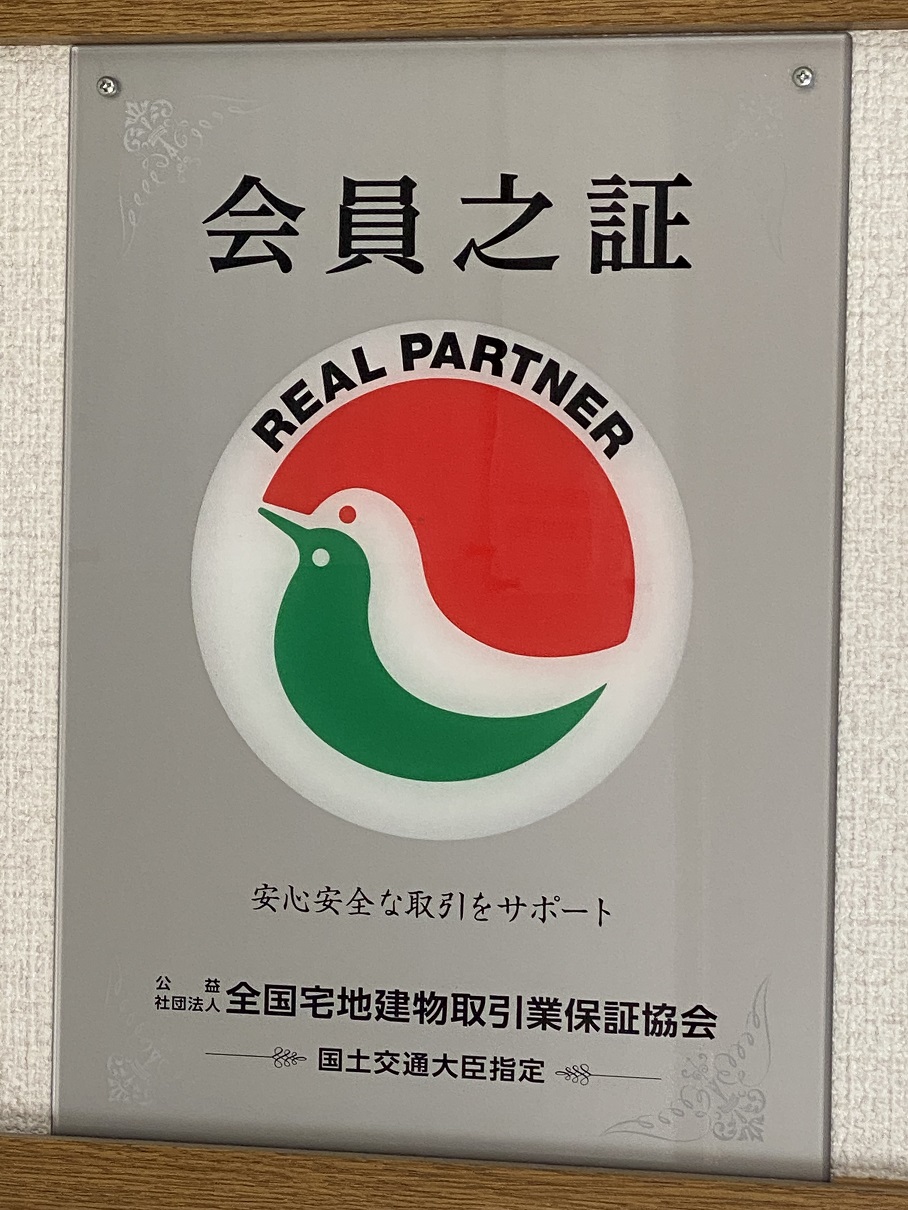 会員之証
REAL PARTNER
安心安全な取引をサポート
公益
社団法人 全国宅地建物取引業保証協会
国土交通大臣指定